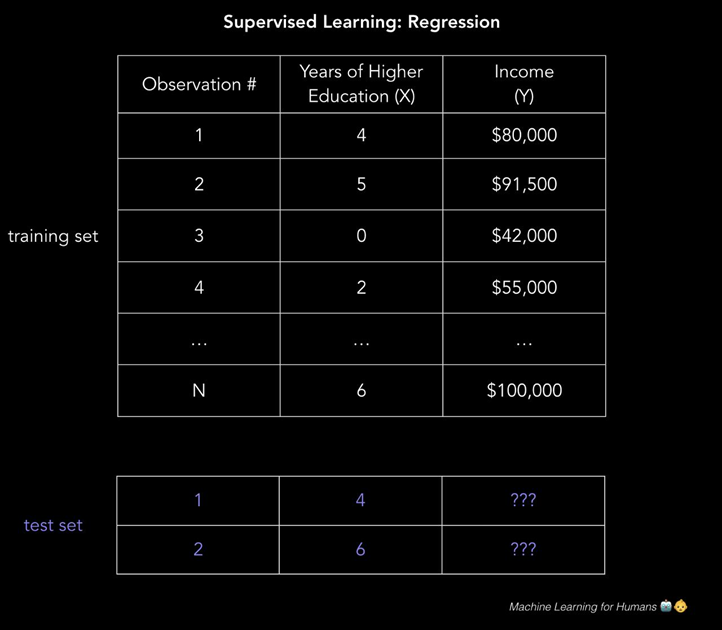 Supervised Learning: Regression
Observation # Years of Higher Education (X) Income (Y)
1 4 $80,000
2 5 $91,500
training set 3 0 $42,000
4 2 $55,000
... ... ...
N 6 $100,000
1 4 ???
test set
2 6 ???
Machine Learning for Humans 🤖👶